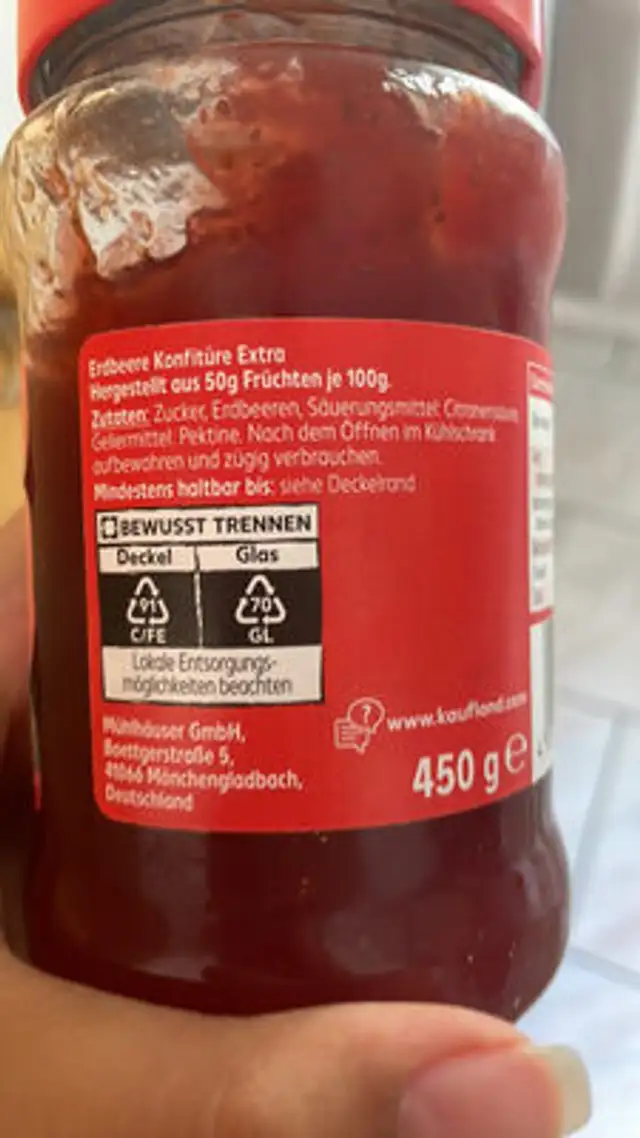 Erdbeere Konfitüre Extra
Hergestellt aus 50g Früchten je 100g.
Zutaten: Zucker, Erdbeeren, Säuerungsmittel: Citronensäure,
Geliermittel: Pektine. Nach dem Öffnen im Kühlschrank
aufbewahren und zügig verbrauchen.
Mindestens haltbar bis: siehe Deckelrand
BEWUSST TRENNEN
Deckel Glas
91 70
C/FE GL
Lokale Entsorgungs-
möglichkeiten beachten
www.kaufland.com
Mühlhäuser GmbH,
Boettgerstraße 5,
41066 Mönchengladbach,
Deutschland
450 g e